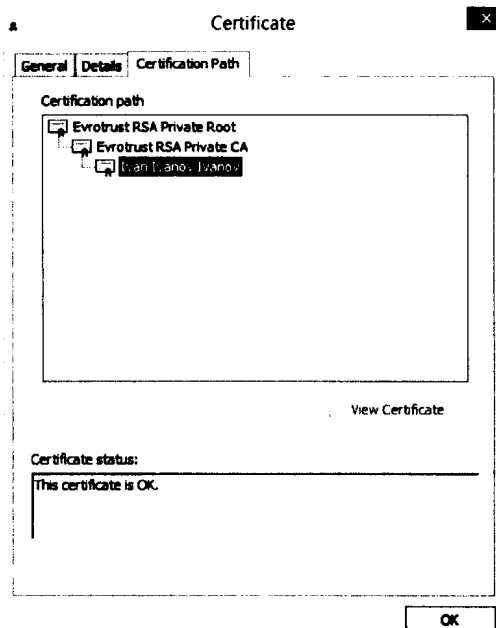 Certificate
General Details Certification Path
Certification path
Evrotrust RSA Private Root
Evrotrust RSA Private CA
Ivan Ivanov Ivanov
View Certificate
Certificate status:
This certificate is OK.
OK